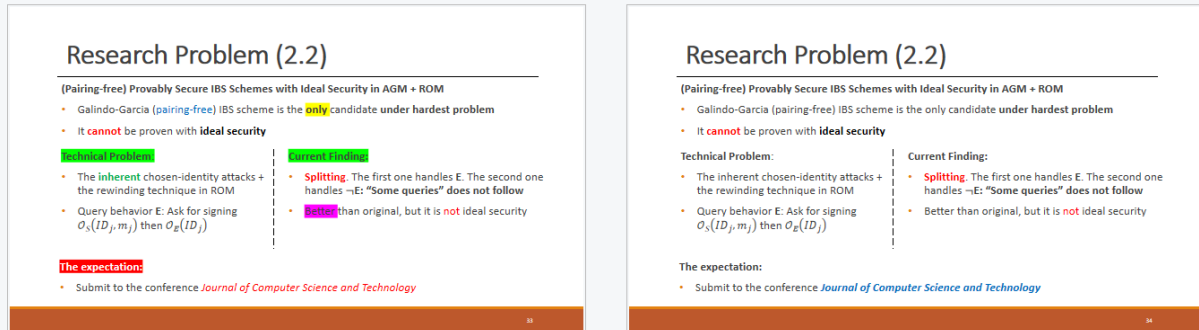 Research Problem (2.2)
(Pairing-free) Provably Secure IBS Schemes with Ideal Security in AGM + ROM
• Galindo-Garcia (pairing-free) IBS scheme is the only candidate under hardest problem
• It cannot be proven with ideal security
Technical Problem:
• The inherent chosen-identity attacks +
the rewinding technique in ROM
• Query behavior E: Ask for signing
𝒪_S(ID_j, m_j) then 𝒪_E(ID_j)
Current Finding:
• Splitting. The first one handles E. The second one
handles ¬E: “Some queries” does not follow
• Better than original, but it is not ideal security
The expectation:
• Submit to the conference Journal of Computer Science and Technology
33
Research Problem (2.2)
(Pairing-free) Provably Secure IBS Schemes with Ideal Security in AGM + ROM
• Galindo-Garcia (pairing-free) IBS scheme is the only candidate under hardest problem
• It cannot be proven with ideal security
Technical Problem:
• The inherent chosen-identity attacks +
the rewinding technique in ROM
• Query behavior E: Ask for signing
𝒪_S(ID_j, m_j) then 𝒪_E(ID_j)
Current Finding:
• Splitting. The first one handles E. The second one
handles ¬E: “Some queries” does not follow
• Better than original, but it is not ideal security
The expectation:
• Submit to the conference Journal of Computer Science and Technology
34